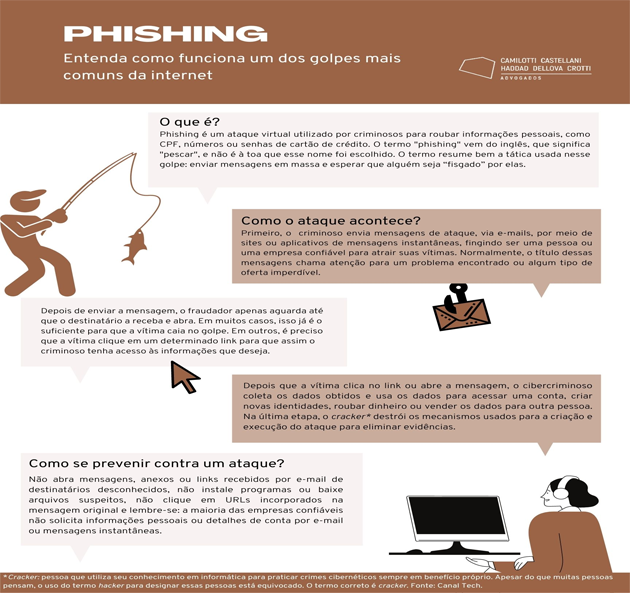 PHISHING
Entenda como funciona um dos golpes mais
comuns da internet
CAMILOTTI CASTELLANI
HADDAD DELLOVA CROTTI
ADVOGADOS
O que é?
Phishing é um ataque virtual utilizado por criminosos para roubar informações pessoais, como
CPF, números ou senhas de cartão de crédito. O termo "phishing" vem do inglês, que significa
"pescar", e não é à toa que esse nome foi escolhido. O termo resume bem a tática usada nesse
golpe: enviar mensagens em massa e esperar que alguém seja “fisgado” por elas.
Como o ataque acontece?
Primeiro, o criminoso envia mensagens de ataque, via e-mails, por meio de
sites ou aplicativos de mensagens instantâneas, fingindo ser uma pessoa ou
uma empresa confiável para atrair suas vítimas. Normalmente, o título dessas
mensagens chama atenção para um problema encontrado ou algum tipo de
oferta imperdível.
Depois de enviar a mensagem, o fraudador apenas aguarda até
que o destinatário a receba e abra. Em muitos casos, isso já é o
suficiente para que a vítima caia no golpe. Em outros, é preciso
que a vítima clique em um determinado link para que assim o
criminoso tenha acesso às informações que deseja.
Depois que a vítima clica no link ou abre a mensagem, o cibercriminoso
coleta os dados obtidos e usa os dados para acessar uma conta, criar
novas identidades, roubar dinheiro ou vender os dados para outra pessoa.
Na última etapa, o cracker* destrói os mecanismos usados para a criação e
execução do ataque para eliminar evidências.
Como se prevenir contra um ataque?
Não abra mensagens, anexos ou links recebidos por e-mail de
destinatários desconhecidos, não instale programas ou baixe
arquivos suspeitos, não clique em URLs incorporados na
mensagem original e lembre-se: a maioria das empresas confiáveis
não solicita informações pessoais ou detalhes de conta por e-mail
ou mensagens instantâneas.
* Cracker: pessoa que utiliza seu conhecimento em informática para praticar crimes cibernéticos sempre em benefício próprio. Apesar do que muitas pessoas
pensam, o uso do termo hacker para designar essas pessoas está equivocado. O termo correto é cracker. Fonte: Canal Tech.